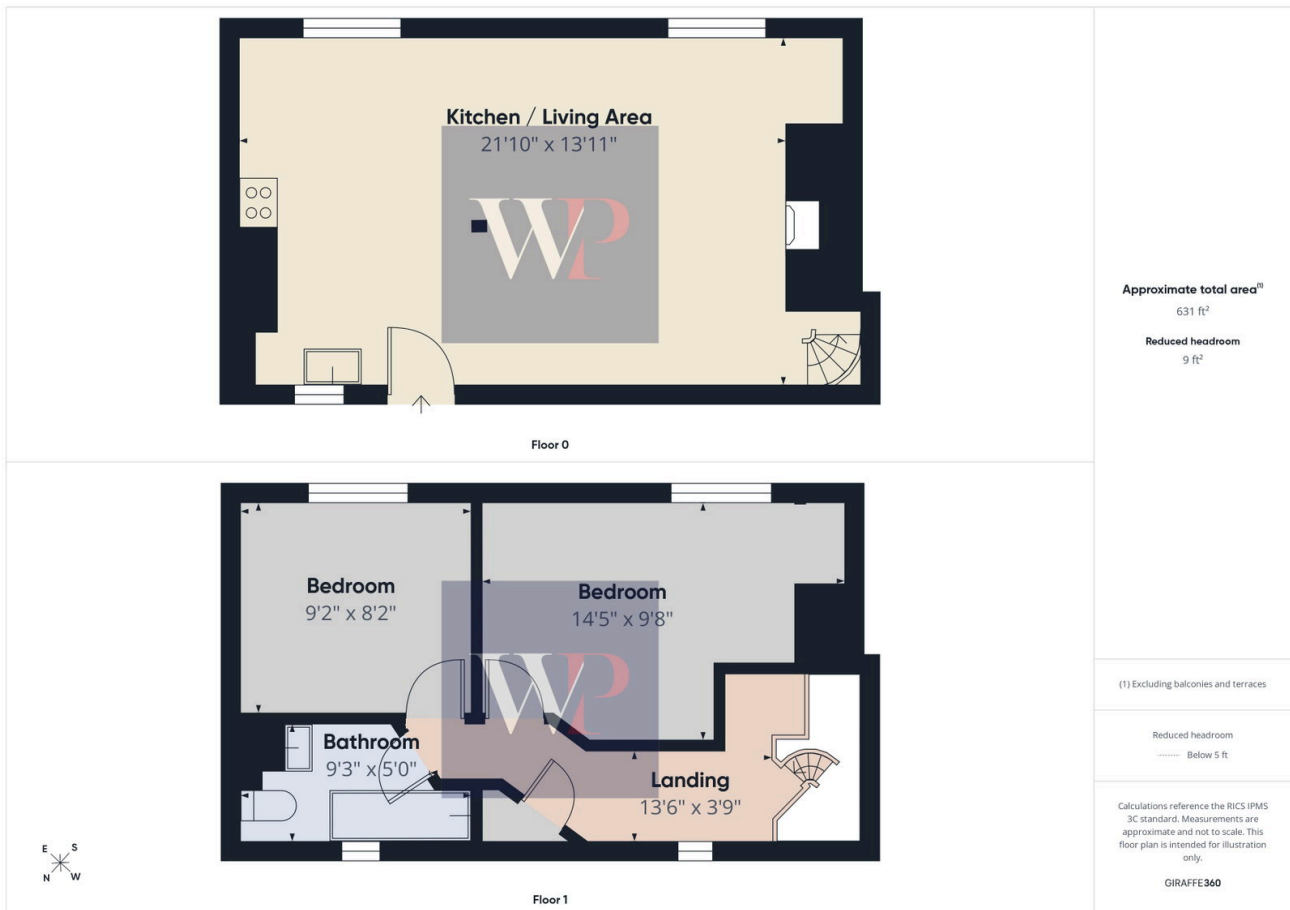 Kitchen / Living Area
21'10" x 13'11"
WP
Floor 0
Bedroom
9'2" x 8'2"
Bedroom
14'5" x 9'8"
WP
Bathroom
9'3" x 5'0"
Landing
13'6" x 3'9"
E S
N W
Floor 1
Approximate total area(1)
631 ft²
Reduced headroom
9 ft²
(1) Excluding balconies and terraces
Reduced headroom
Below 5 ft
Calculations reference the RICS IPMS
3C standard. Measurements are
approximate and not to scale. This
floor plan is intended for illustration
only.
GIRAFFE360